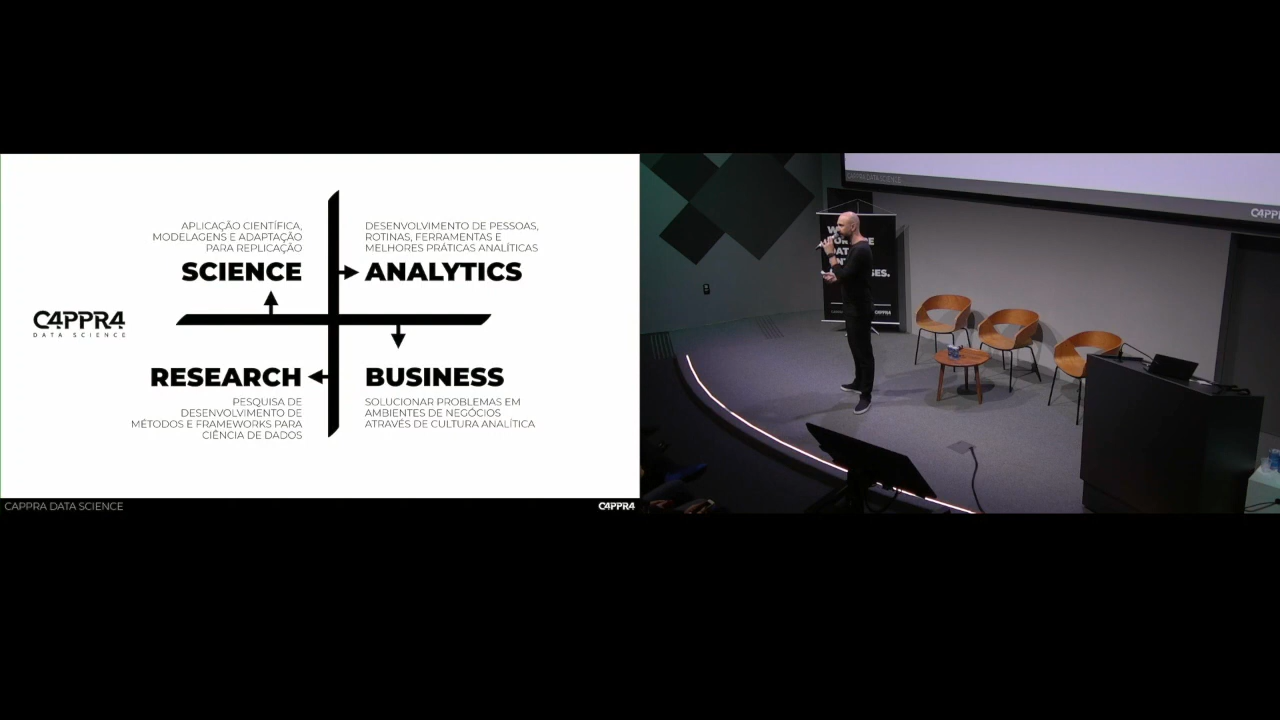 APLICAÇÃO CIENTÍFICA,
MODELAGENS E ADAPTAÇÃO
PARA REPLICAÇÃO
SCIENCE
DESENVOLVIMENTO DE PESSOAS,
ROTINAS, FERRAMENTAS E
MELHORES PRÁTICAS ANALÍTICAS
ANALYTICS
C4PPR4
DATA SCIENCE
RESEARCH
PESQUISA DE
DESENVOLVIMENTO DE
MÉTODOS E FRAMEWORKS PARA
CIÊNCIA DE DADOS
BUSINESS
SOLUCIONAR PROBLEMAS EM
AMBIENTES DE NEGÓCIOS
ATRAVÉS DE CULTURA ANALÍTICA
CAPPRA DATA SCIENCE
C4PPR4
CAPPRA DATA SCIENCE
C4PP
C4PPR4